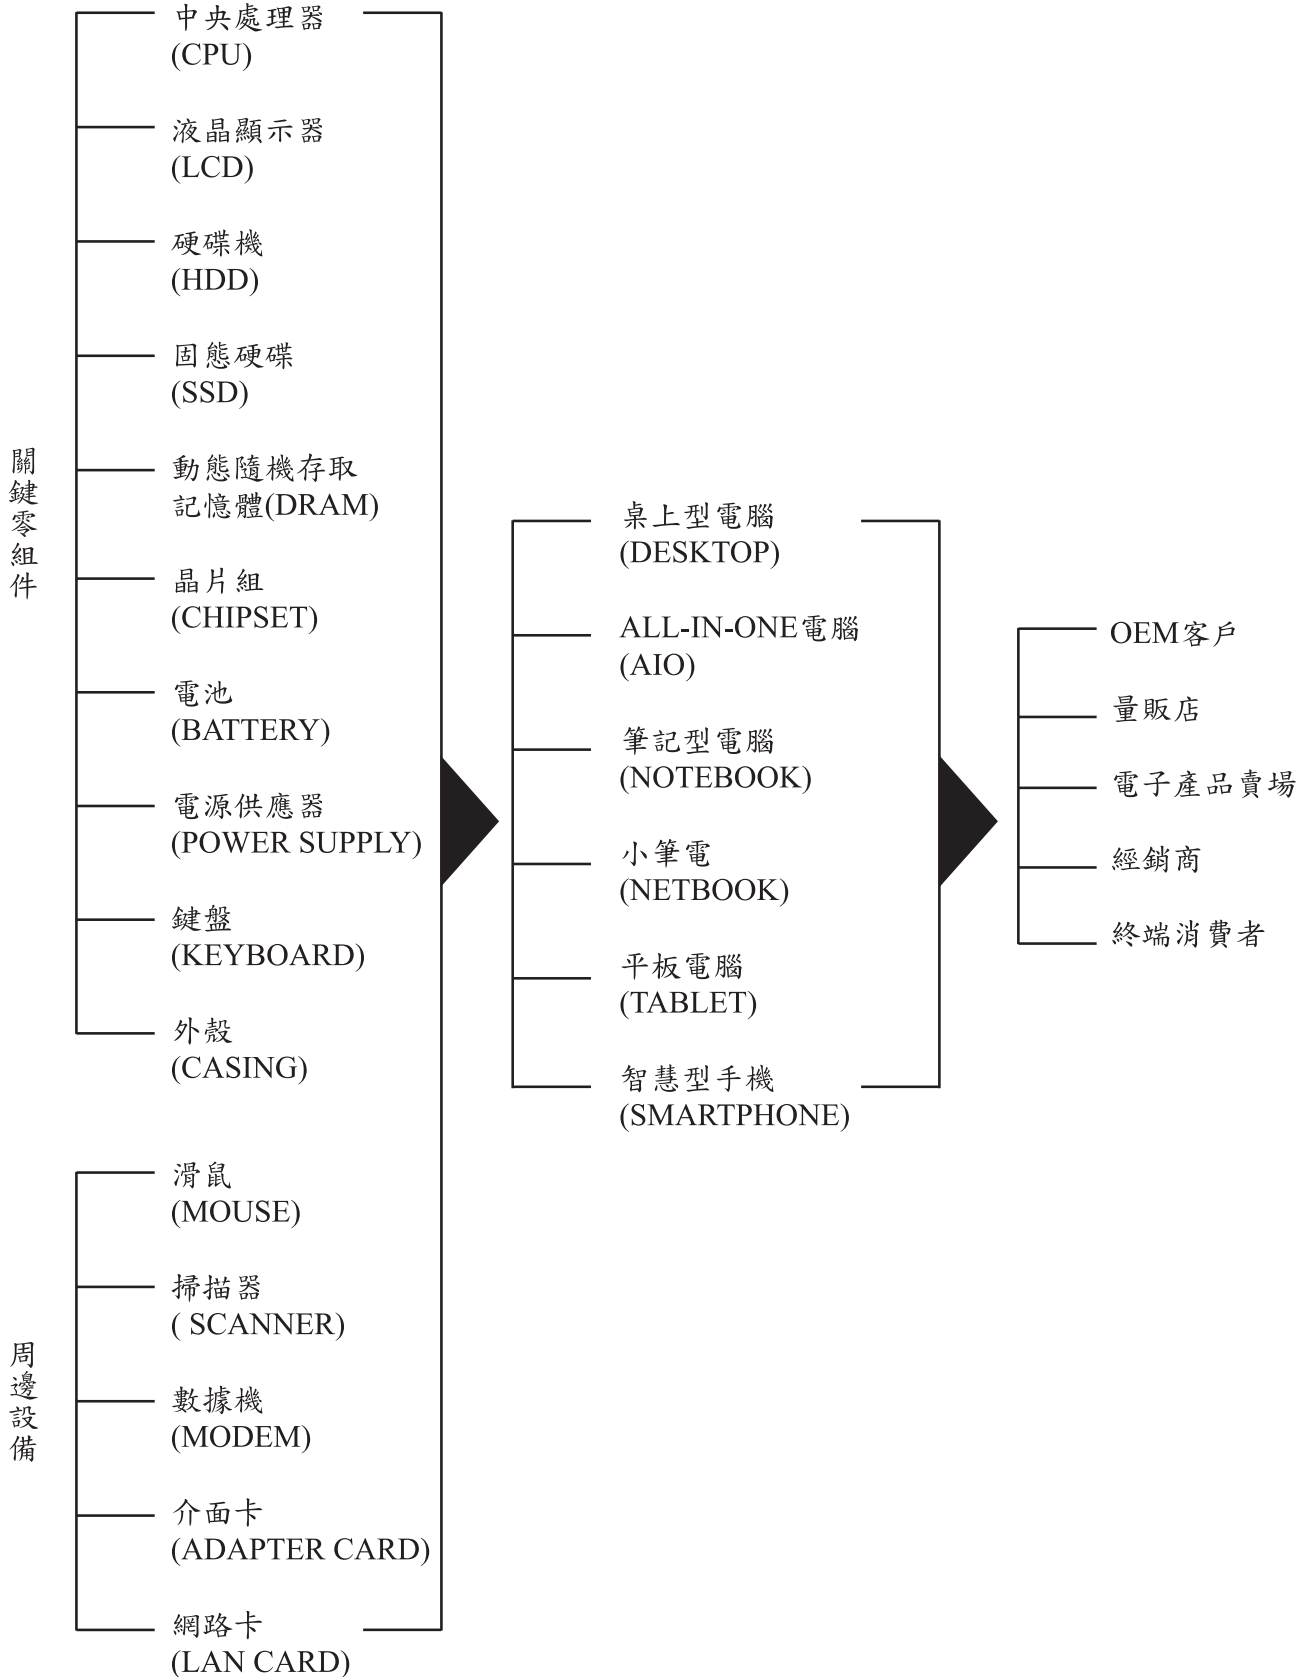 關鍵零組件
中央處理器
(CPU)
液晶顯示器
(LCD)
硬碟機
(HDD)
固態硬碟
(SSD)
動態隨機存取
記憶體(DRAM)
晶片組
(CHIPSET)
電池
(BATTERY)
電源供應器
(POWER SUPPLY)
鍵盤
(KEYBOARD)
外殼
(CASING)
周邊設備
滑鼠
(MOUSE)
掃描器
( SCANNER)
數據機
(MODEM)
介面卡
(ADAPTER CARD)
網路卡
(LAN CARD)
桌上型電腦
(DESKTOP)
ALL-IN-ONE電腦
(AIO)
筆記型電腦
(NOTEBOOK)
小筆電
(NETBOOK)
平板電腦
(TABLET)
智慧型手機
(SMARTPHONE)
OEM客戶
量販店
電子產品賣場
經銷商
終端消費者